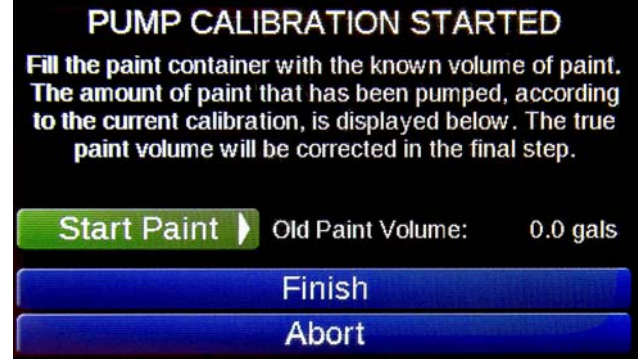 PUMP CALIBRATION STARTED
Fill the paint container with the known volume of paint.
The amount of paint that has been pumped, according
to the current calibration, is displayed below. The true
paint volume will be corrected in the final step.
Start Paint Old Paint Volume: 0.0 gals
Finish
Abort